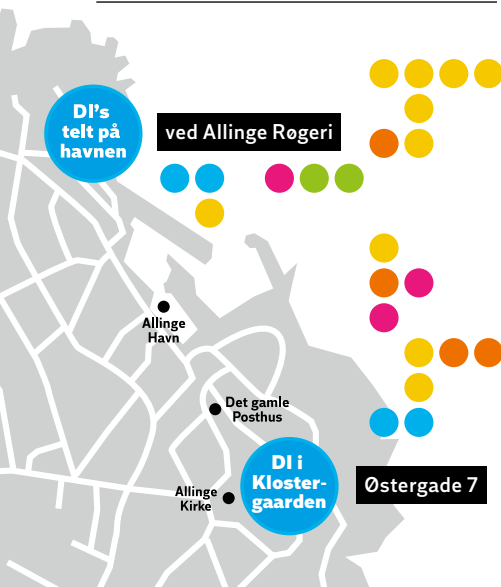 DI's
telt på
havnen
ved Allinge Røgeri
Allinge
Havn
Det gamle
Posthus
DI i
Kloster-
gaarden
Østergade 7
Allinge
Kirke